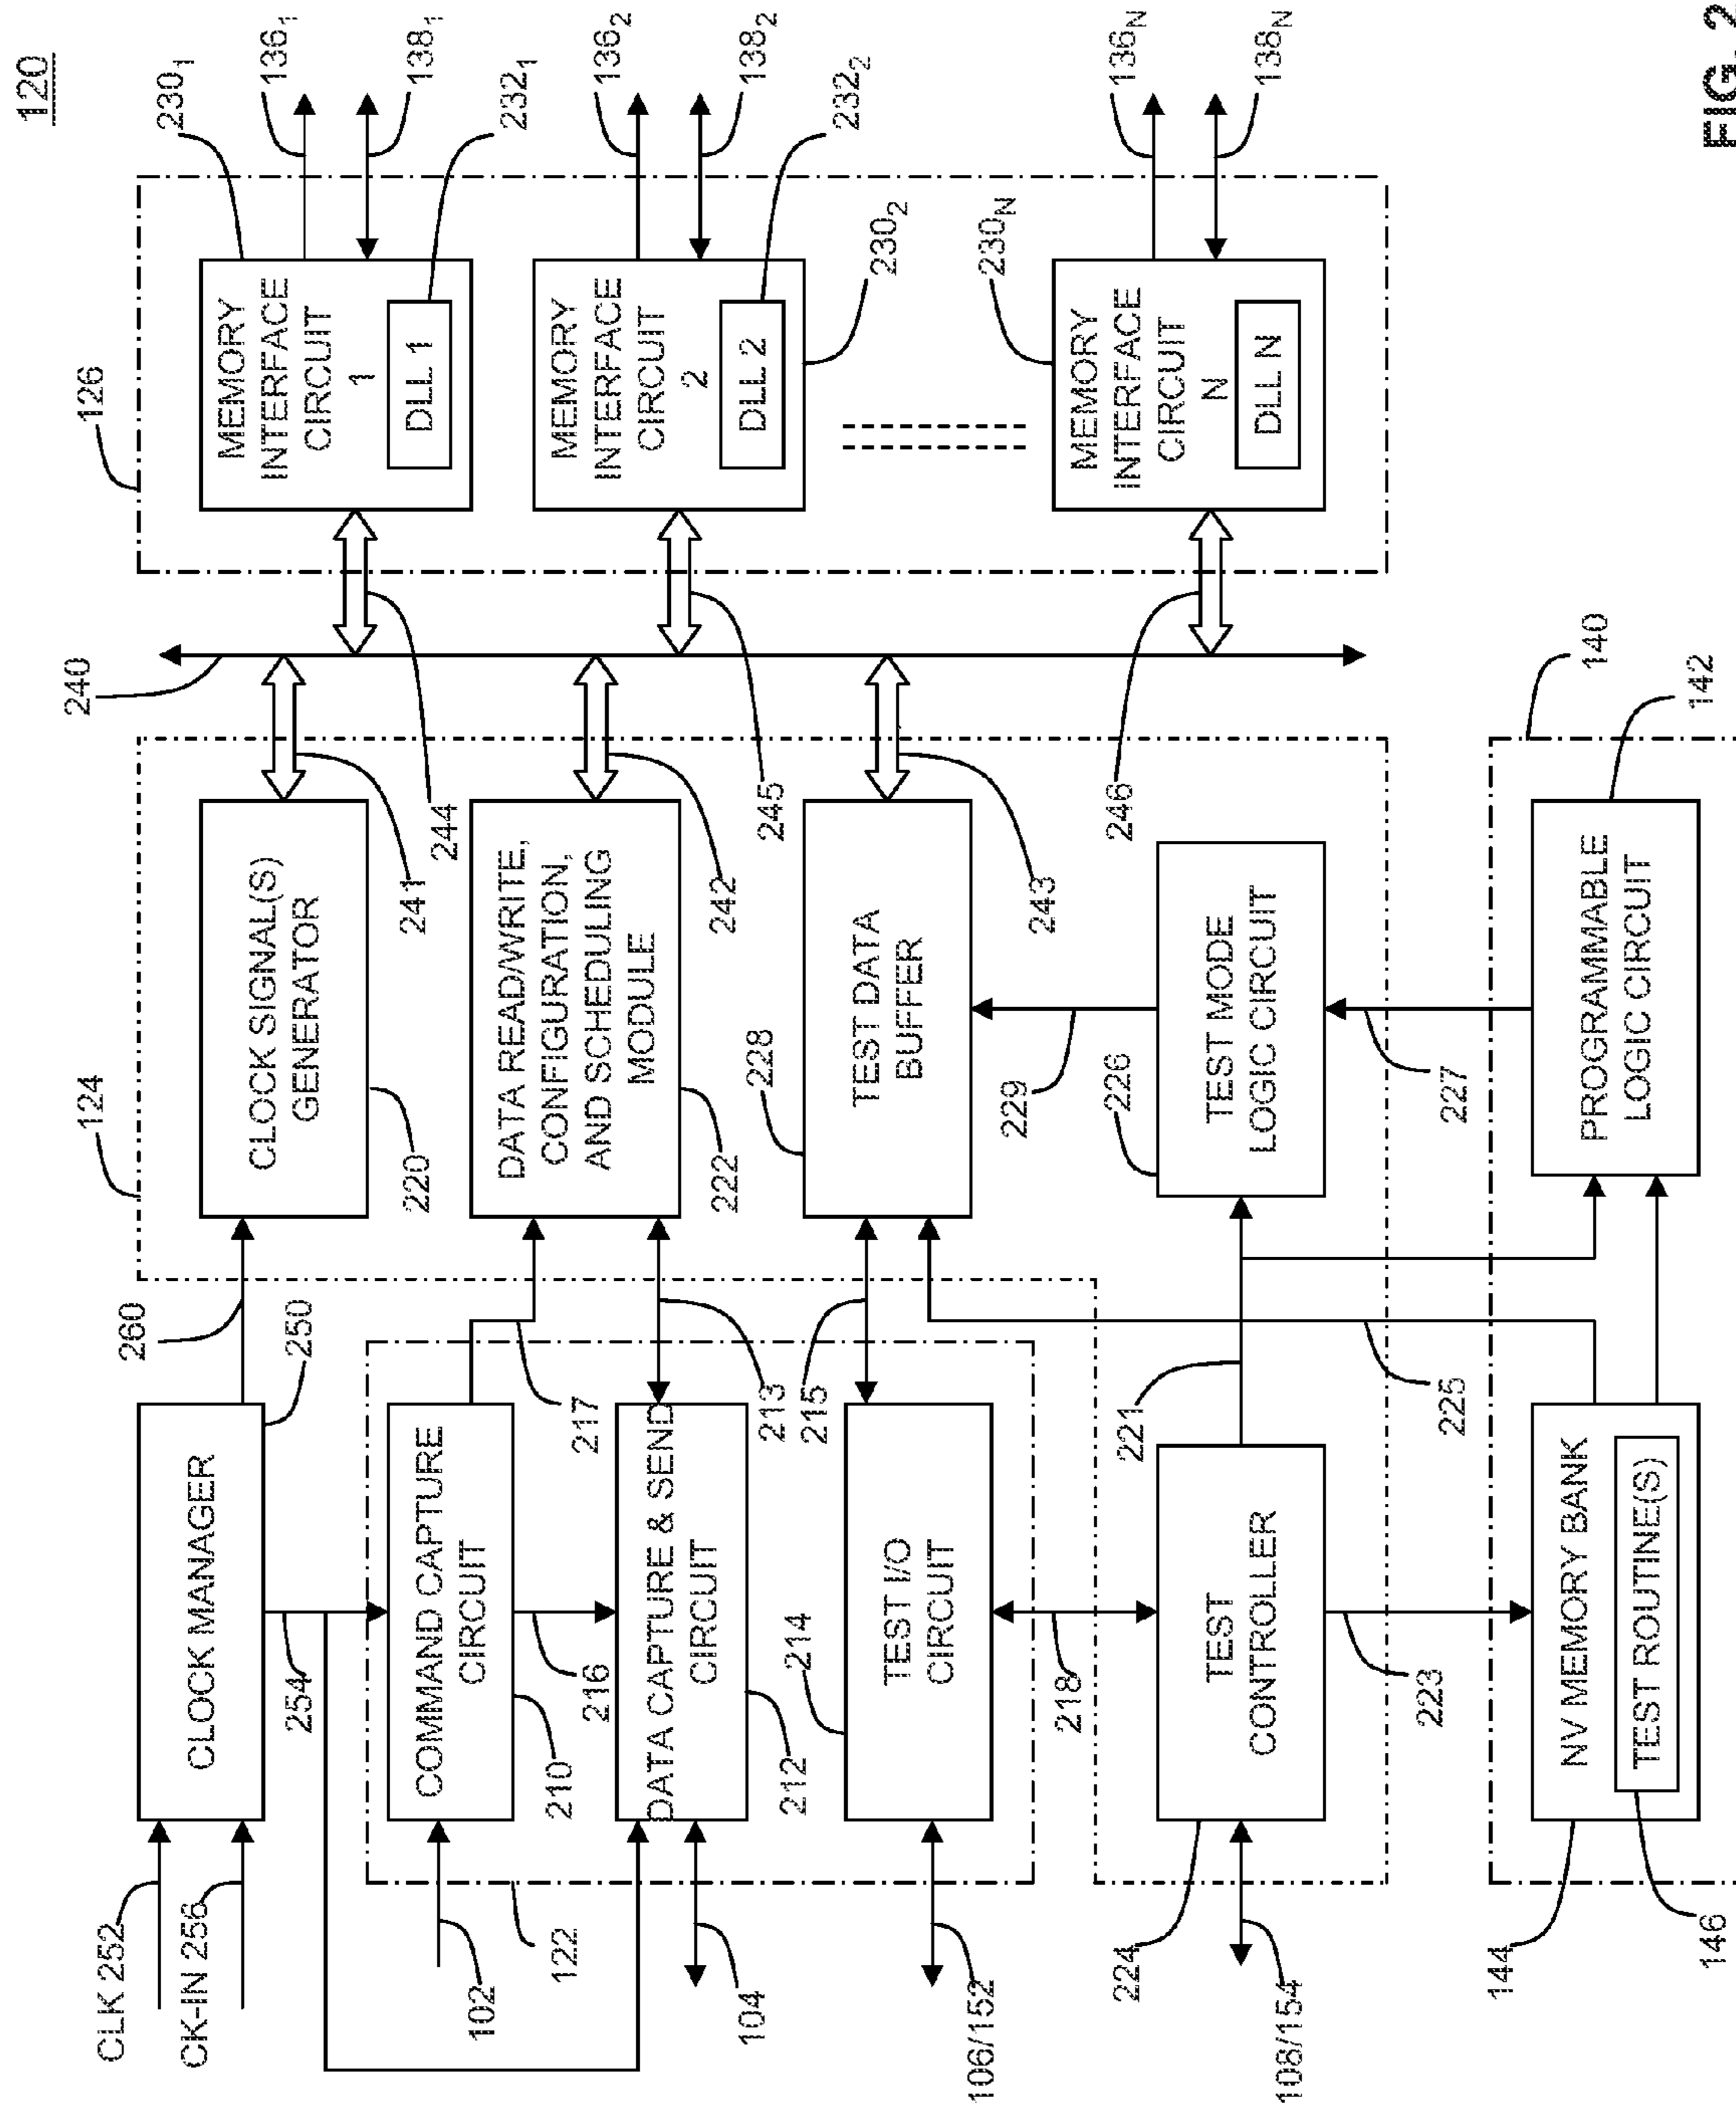 120
CLK 252
CK-IN 256
CLOCK MANAGER
250
260
254
124
CLOCK SIGNAL(S)
GENERATOR
220
240
241
244
126
MEMORY
INTERFACE
CIRCUIT
1
DLL 1
230₁
136₁
138₁
232₁
102
122
COMMAND CAPTURE
CIRCUIT
210
216
217
DATA READ/WRITE,
CONFIGURATION,
AND SCHEDULING
MODULE
222
242
245
MEMORY
INTERFACE
CIRCUIT
2
DLL 2
136₂
138₂
232₂
230₂
104
DATA CAPTURE & SEND
CIRCUIT
212
213
215
106/152
214
TEST I/O
CIRCUIT
218
228
TEST DATA
BUFFER
243
229
246
230N
MEMORY
INTERFACE
CIRCUIT
N
DLL N
136N
138N
224
108/154
TEST
CONTROLLER
221
223
225
226
TEST MODE
LOGIC CIRCUIT
227
140
142
144
146
NV MEMORY BANK
TEST ROUTINE(S)
PROGRAMMABLE
LOGIC CIRCUIT
FIG. 2